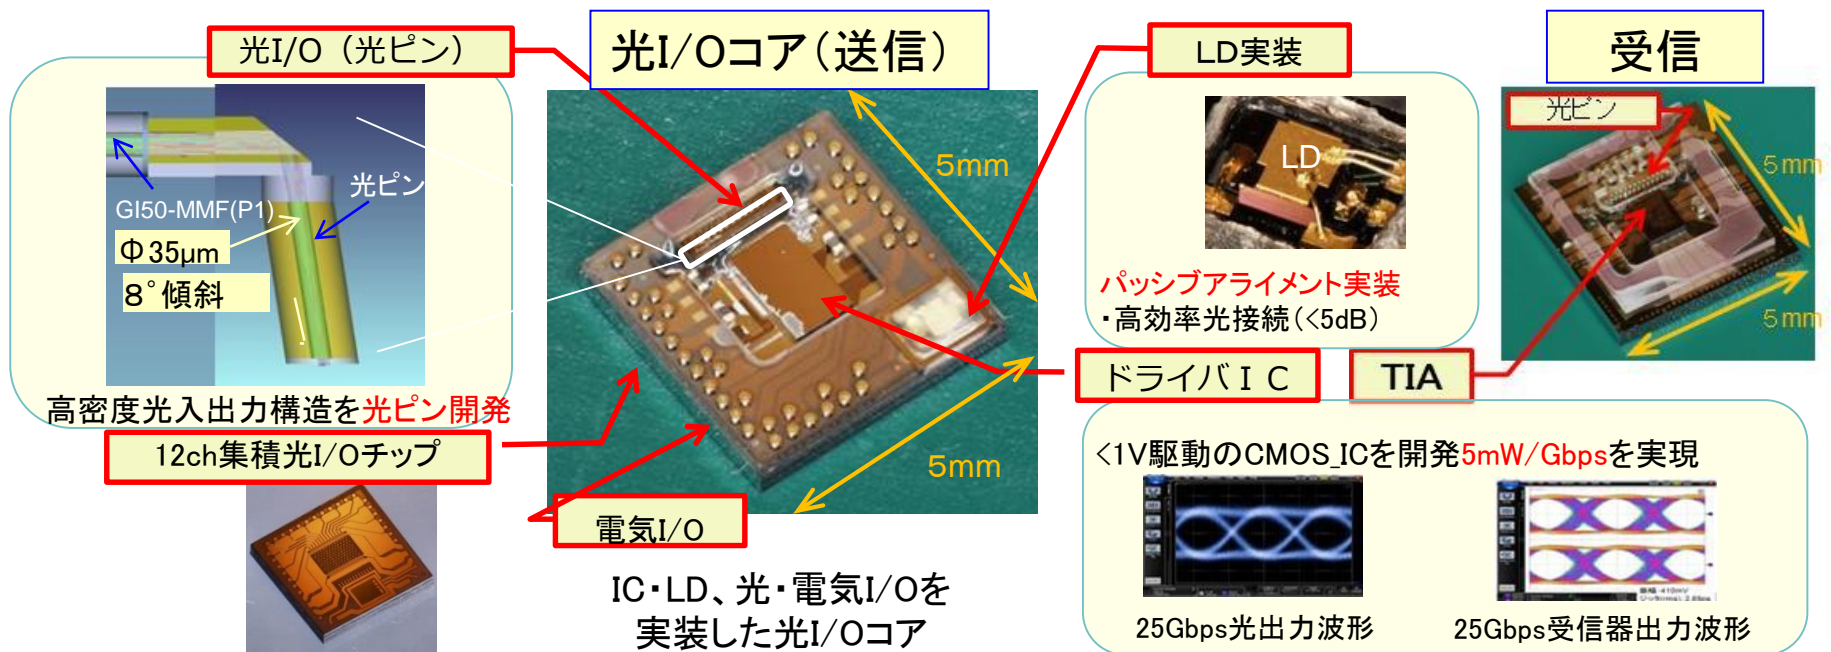 光I/O（光ピン）
光I/Oコア(送信)
LD実装
受信
光ピン
5mm
5mm
LD
5mm
5mm
光ピン
GI50-MMF(P1)
Φ35μm
8°傾斜
パッシブアライメント実装
・高効率光接続(<5dB)
ドライバＩＣ
TIA
高密度光入出力構造を光ピン開発
12ch集積光I/Oチップ
電気I/O
<1V駆動のCMOS_ICを開発5mW/Gbpsを実現
IC・LD、光・電気I/Oを
実装した光I/Oコア
25Gbps光出力波形
25Gbps受信器出力波形